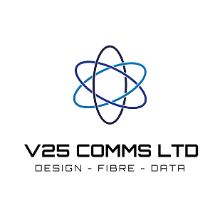 V25 COMMS LTD
DESIGN - FIBRE - DATA